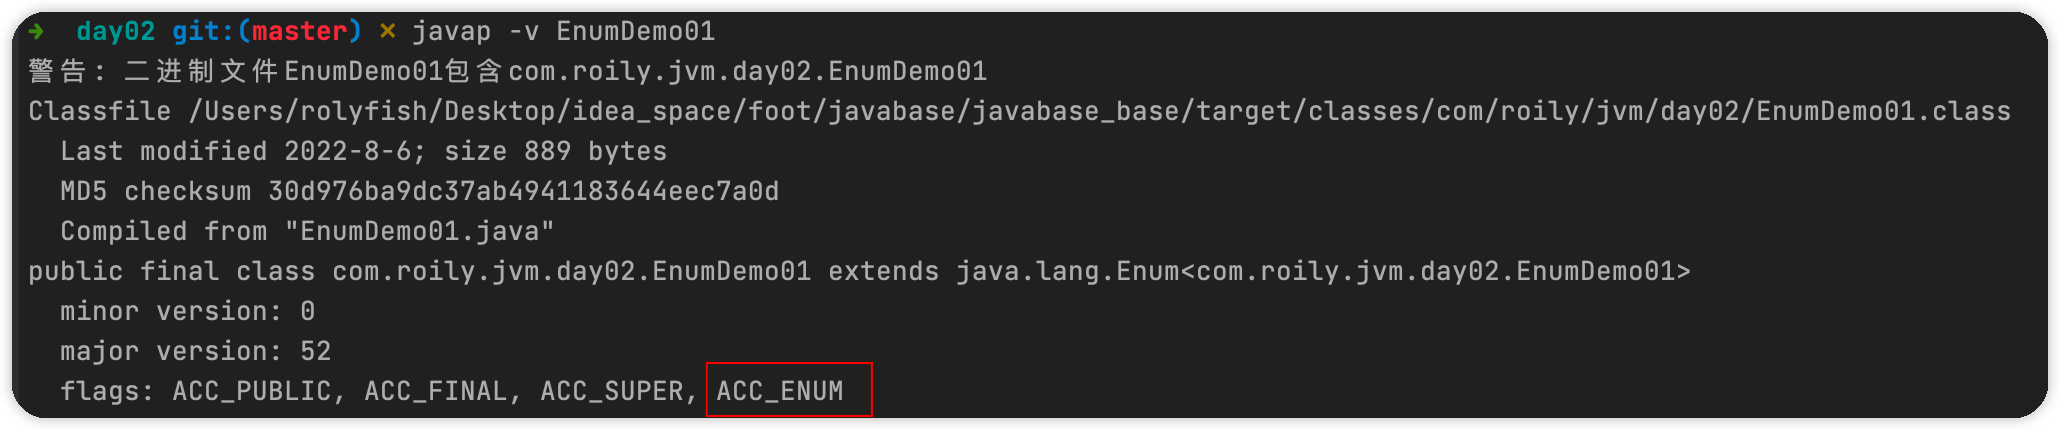 ➜  day02 git:(master) ✗ javap -v EnumDemo01
警告: 二进制文件EnumDemo01包含com.roily.jvm.day02.EnumDemo01
Classfile /Users/rolyfish/Desktop/idea_space/foot/javabase/javabase_base/target/classes/com/roily/jvm/day02/EnumDemo01.class
  Last modified 2022-8-6; size 889 bytes
  MD5 checksum 30d976ba9dc37ab4941183644eec7a0d
  Compiled from "EnumDemo01.java"
public final class com.roily.jvm.day02.EnumDemo01 extends java.lang.Enum<com.roily.jvm.day02.EnumDemo01>
  minor version: 0
  major version: 52
  flags: ACC_PUBLIC, ACC_FINAL, ACC_SUPER, ACC_ENUM